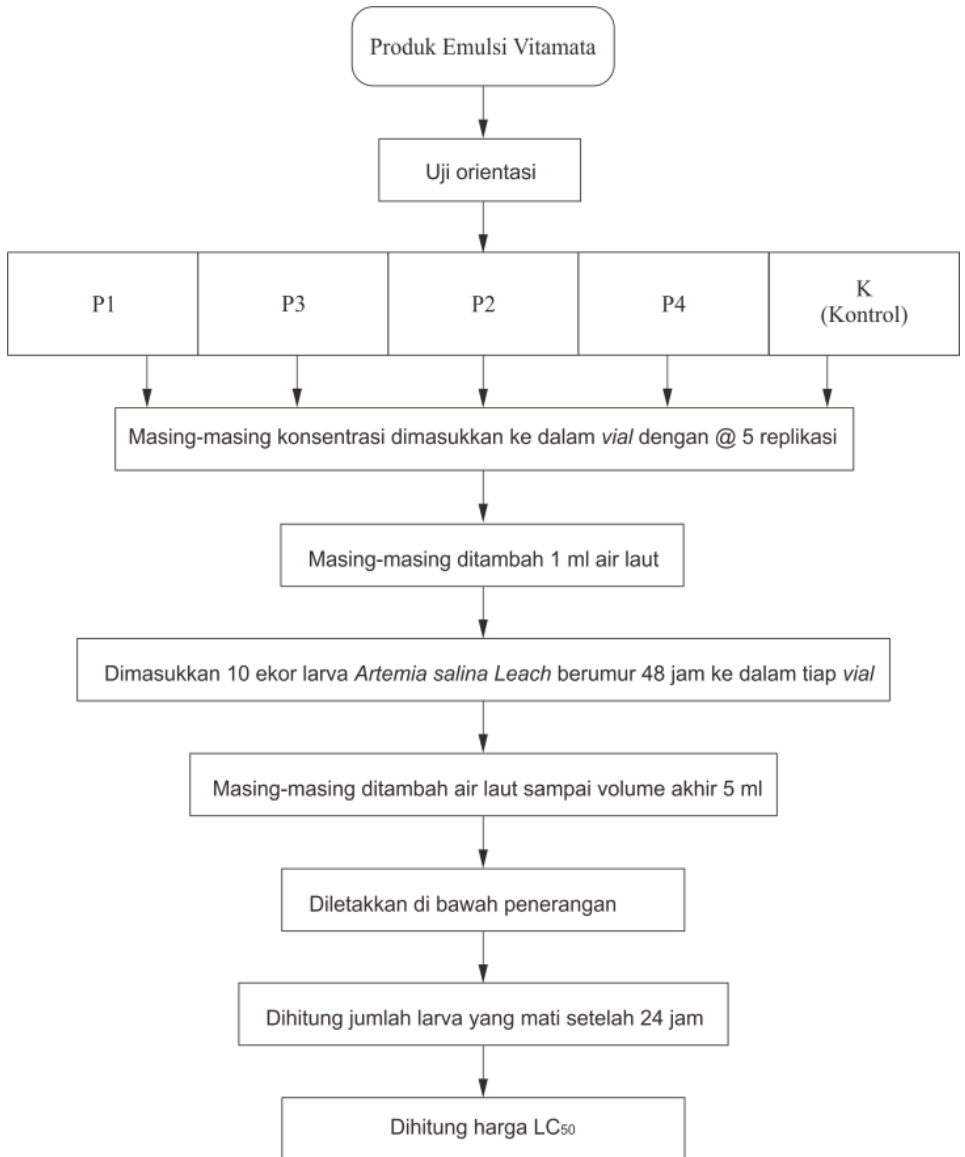 Produk Emulsi Vitamata
Uji orientasi
P1
P3
P2
P4
K
(Kontrol)
Masing-masing konsentrasi dimasukkan ke dalam vial dengan @ 5 replikasi
Masing-masing ditambah 1 ml air laut
Dimasukkan 10 ekor larva Artemia salina Leach berumur 48 jam ke dalam tiap vial
Masing-masing ditambah air laut sampai volume akhir 5 ml
Diletakkan di bawah penerangan
Dihitung jumlah larva yang mati setelah 24 jam
Dihitung harga LC₅₀